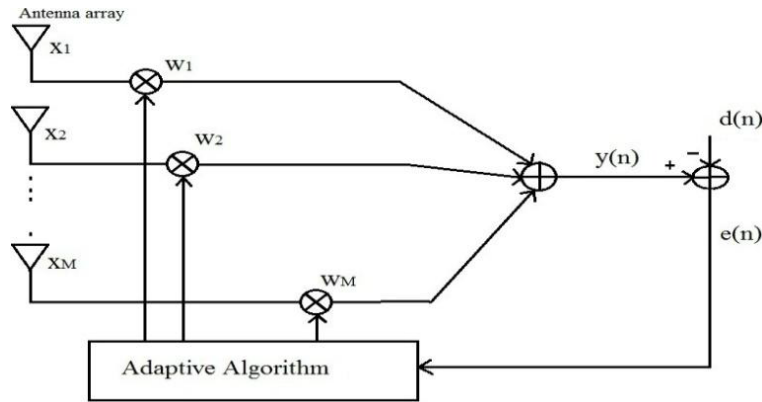 Antenna array
X1
W1
X2
W2
d(n)
-
y(n)
+
e(n)
XM
WM
Adaptive Algorithm